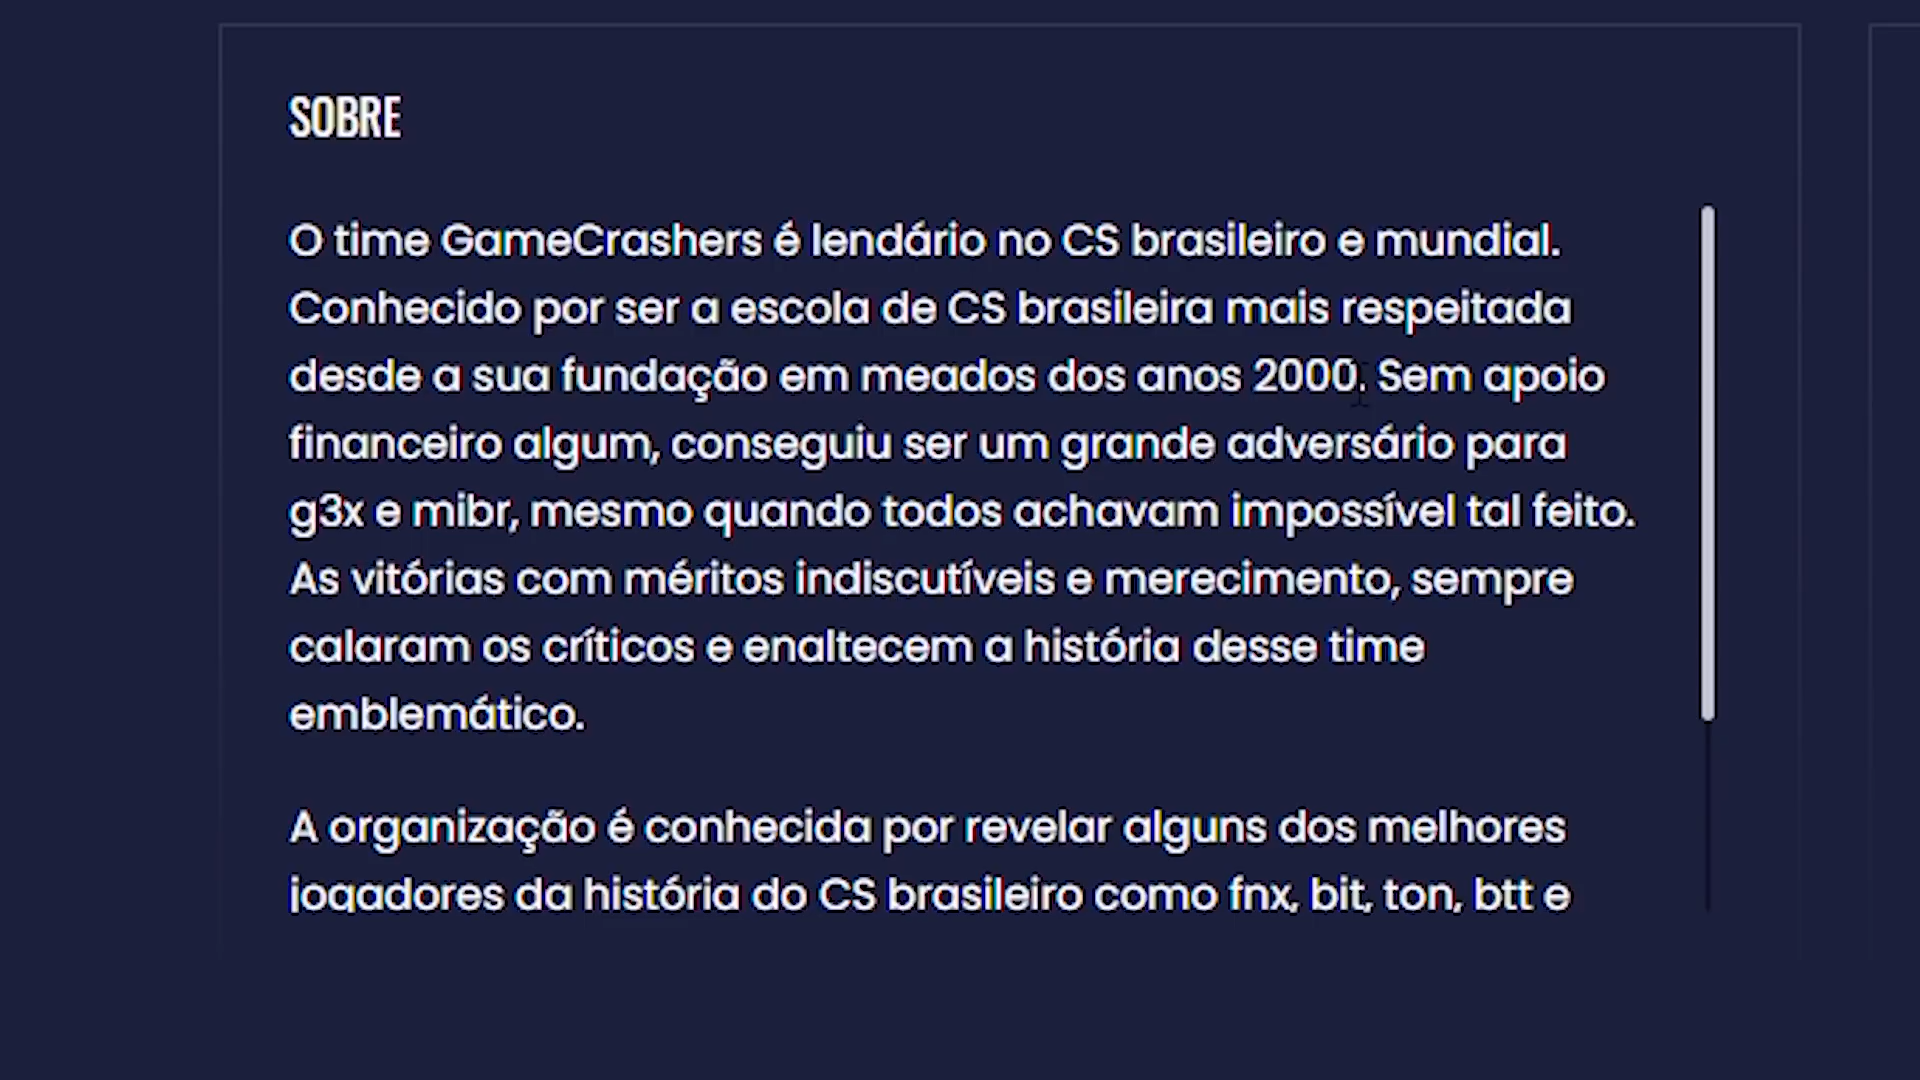 SOBRE
O time GameCrashers é lendário no CS brasileiro e mundial.
Conhecido por ser a escola de CS brasileira mais respeitada
desde a sua fundação em meados dos anos 2000. Sem apoio
financeiro algum, conseguiu ser um grande adversário para
g3x e mibr, mesmo quando todos achavam impossível tal feito.
As vitórias com méritos indiscutíveis e merecimento, sempre
calaram os críticos e enaltecem a história desse time
emblemático.
A organização é conhecida por revelar alguns dos melhores
jogadores da história do CS brasileiro como fnx, bit, ton, btt e